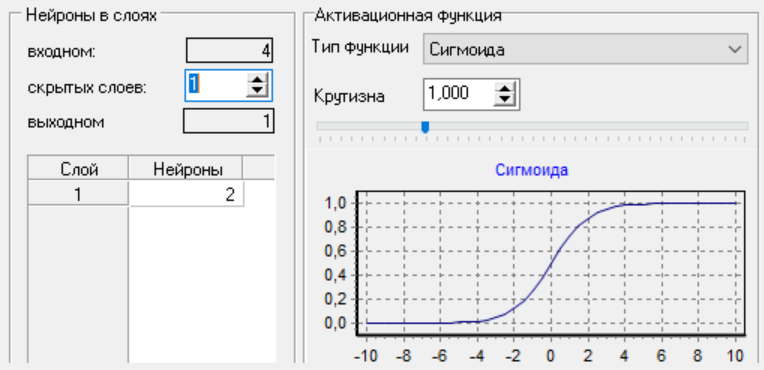 Нейроны в слоях
входном: 4
скрытых слоев: 1
выходном 1
Слой Нейроны
1 2
Активационная функция
Тип функции Сигмоида
Крутизна 1,000
Сигмоида
1,0
0,8
0,6
0,4
0,2
0,0
-10 -8 -6 -4 -2 0 2 4 6 8 10